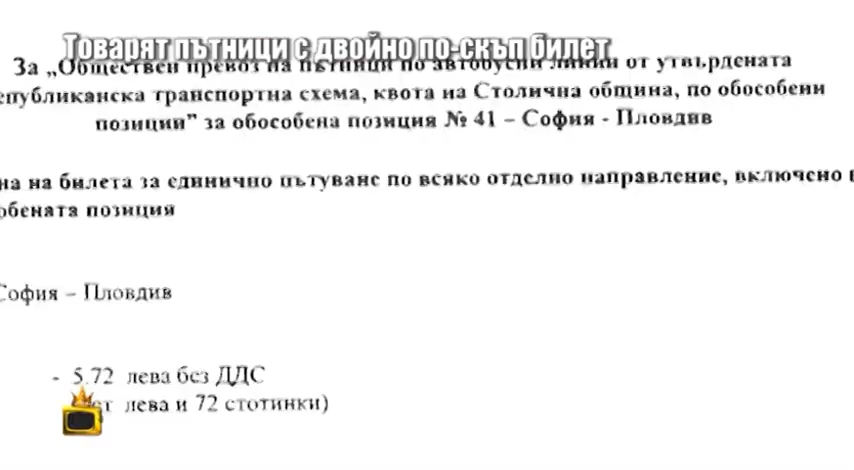 Товарят пътници с двойно по-скъп билет
За „Обществен превоз на пътници по автобусни линии от утвърдената
епубликанска транспортна схема, квота на Столична община, по обособени
позиции” за обособена позиция № 41 – София - Пловдив
на на билета за единично пътуване по всяко отделно направление, включено в
обената позиция
София – Пловдив
- 5.72 лева без ДДС
лева и 72 стотинки)